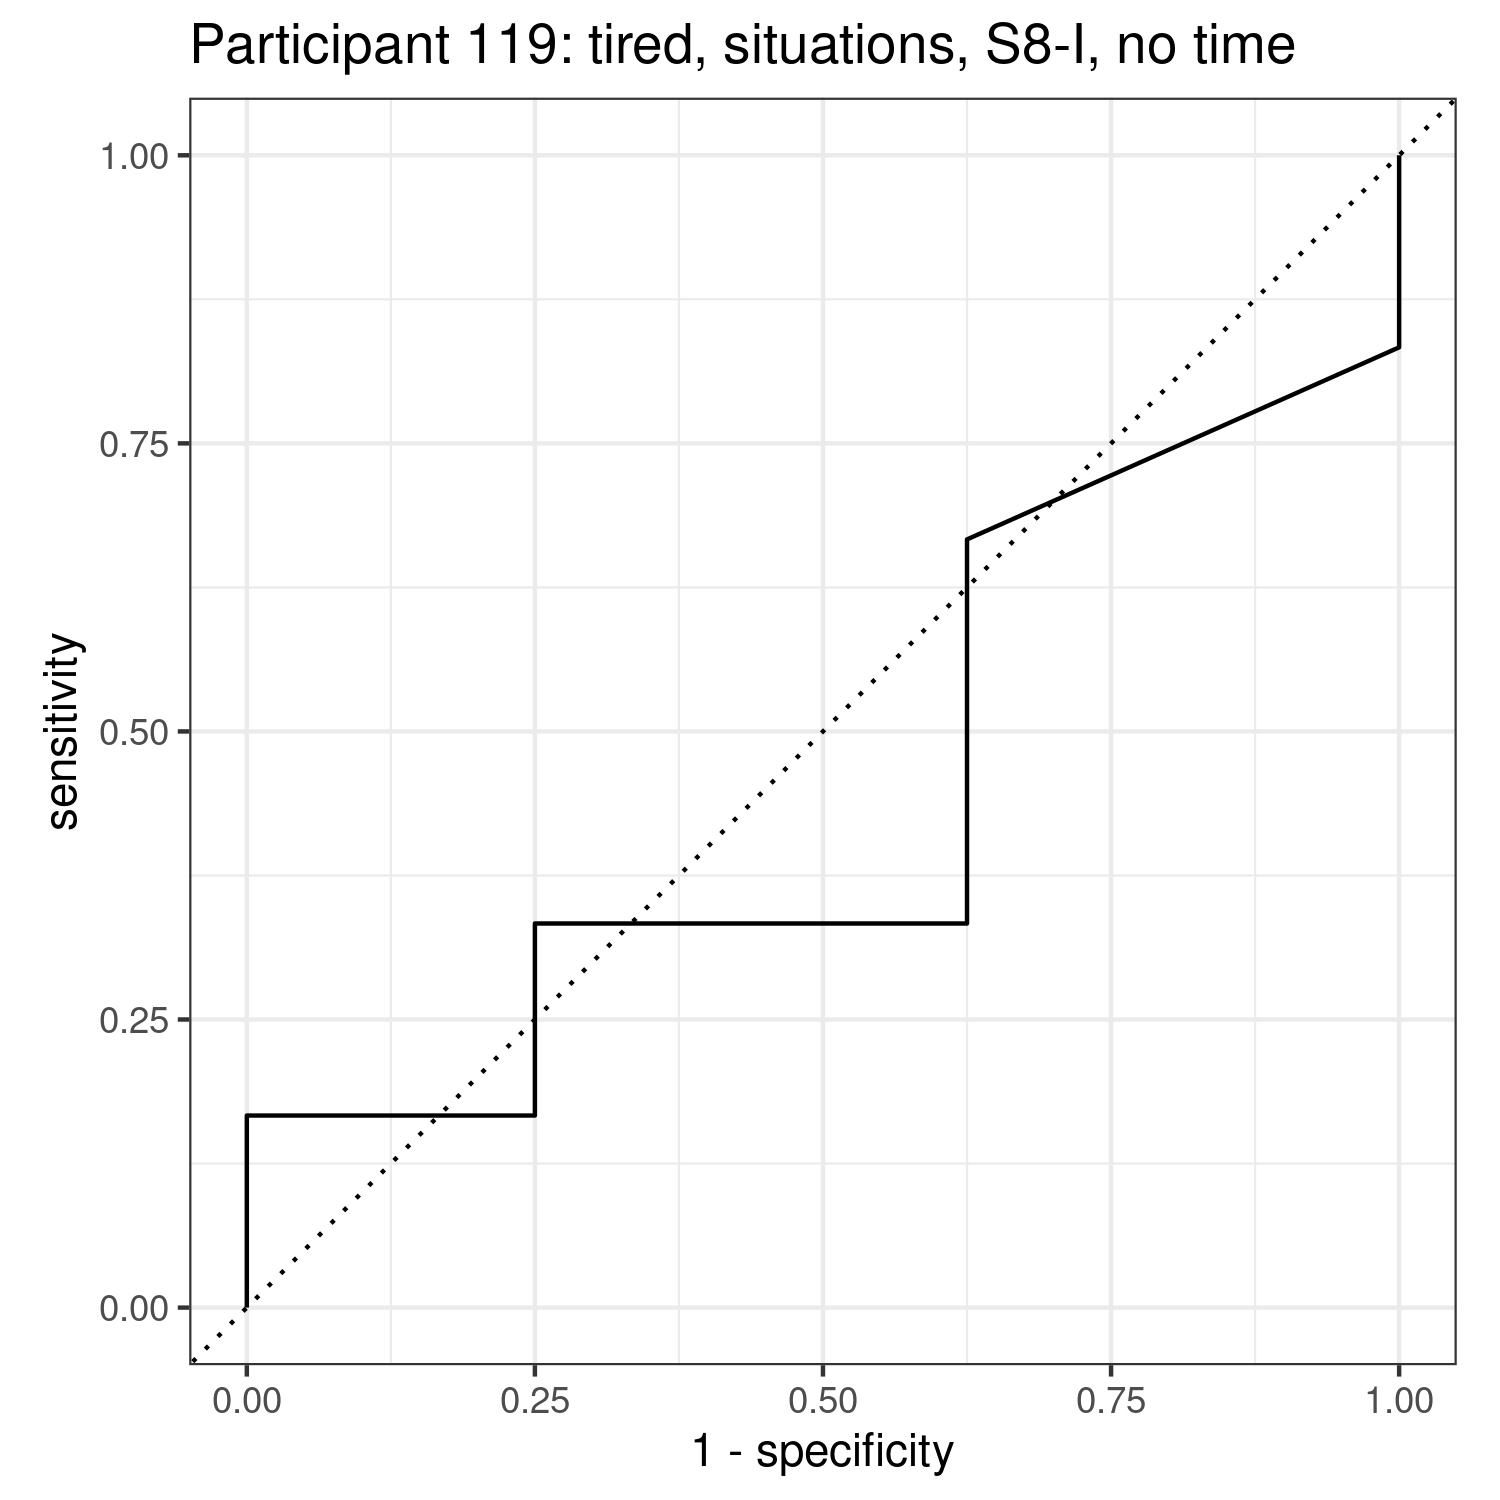 Participant 119: tired, situations, S8-I, no time
1.00
0.75
0.50
0.25
0.00
sensitivity
0.00 0.25 0.50 0.75 1.00
1 - specificity